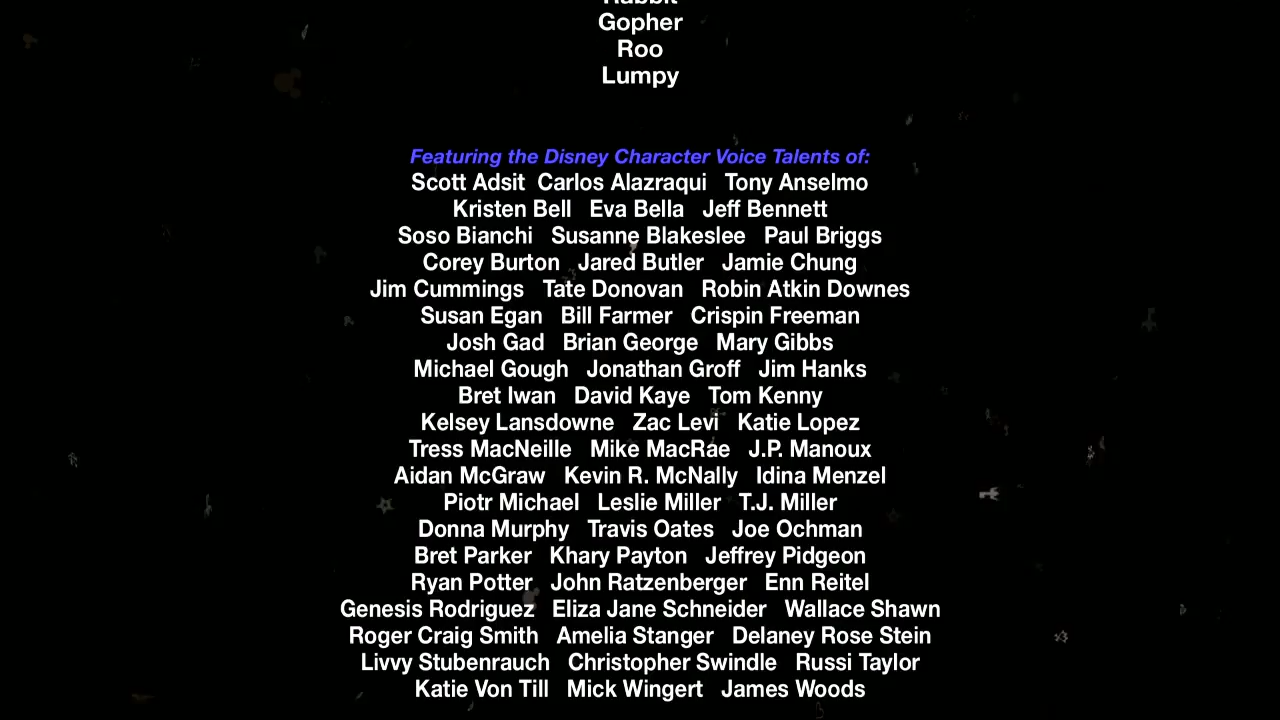 Rabbit
Gopher
Roo
Lumpy
Featuring the Disney Character Voice Talents of:
Scott Adsit Carlos Alazraqui Tony Anselmo
Kristen Bell Eva Bella Jeff Bennett
Soso Bianchi Susanne Blakeslee Paul Briggs
Corey Burton Jared Butler Jamie Chung
Jim Cummings Tate Donovan Robin Atkin Downes
Susan Egan Bill Farmer Crispin Freeman
Josh Gad Brian George Mary Gibbs
Michael Gough Jonathan Groff Jim Hanks
Bret Iwan David Kaye Tom Kenny
Kelsey Lansdowne Zac Levi Katie Lopez
Tress MacNeille Mike MacRae J.P. Manoux
Aidan McGraw Kevin R. McNally Idina Menzel
Piotr Michael Leslie Miller T.J. Miller
Donna Murphy Travis Oates Joe Ochman
Bret Parker Khary Payton Jeffrey Pidgeon
Ryan Potter John Ratzenberger Enn Reitel
Genesis Rodriguez Eliza Jane Schneider Wallace Shawn
Roger Craig Smith Amelia Stanger Delaney Rose Stein
Livvy Stubenrauch Christopher Swindle Russi Taylor
Katie Von Till Mick Wingert James Woods